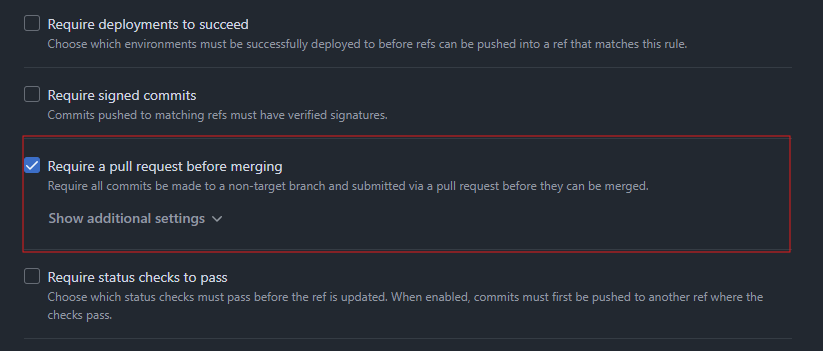 Require deployments to succeed
Choose which environments must be successfully deployed to before refs can be pushed into a ref that matches this rule.
Require signed commits
Commits pushed to matching refs must have verified signatures.
Require a pull request before merging
Require all commits be made to a non-target branch and submitted via a pull request before they can be merged.
Show additional settings
Require status checks to pass
Choose which status checks must pass before the ref is updated. When enabled, commits must first be pushed to another ref where the
checks pass.